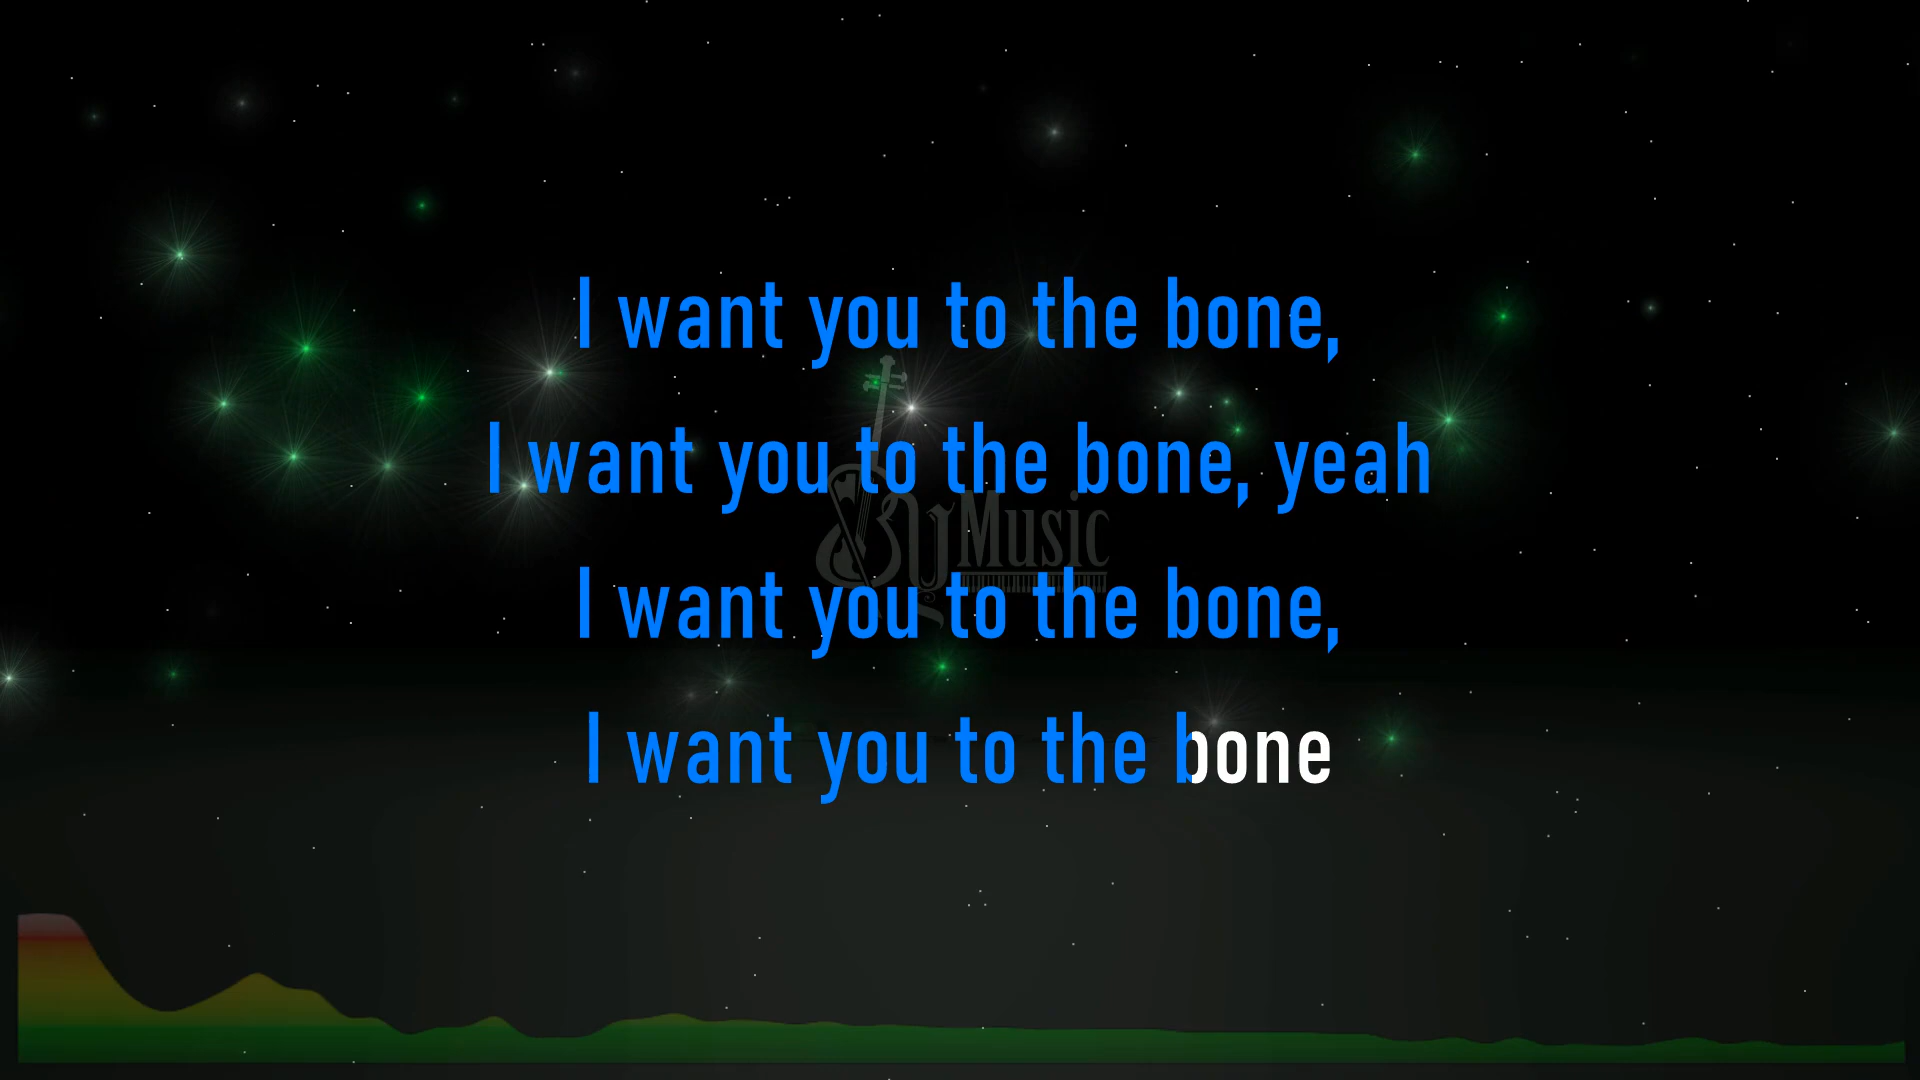 I want you to the bone,
I want you to the bone, yeah
I want you to the bone,
I want you to the bone
Music